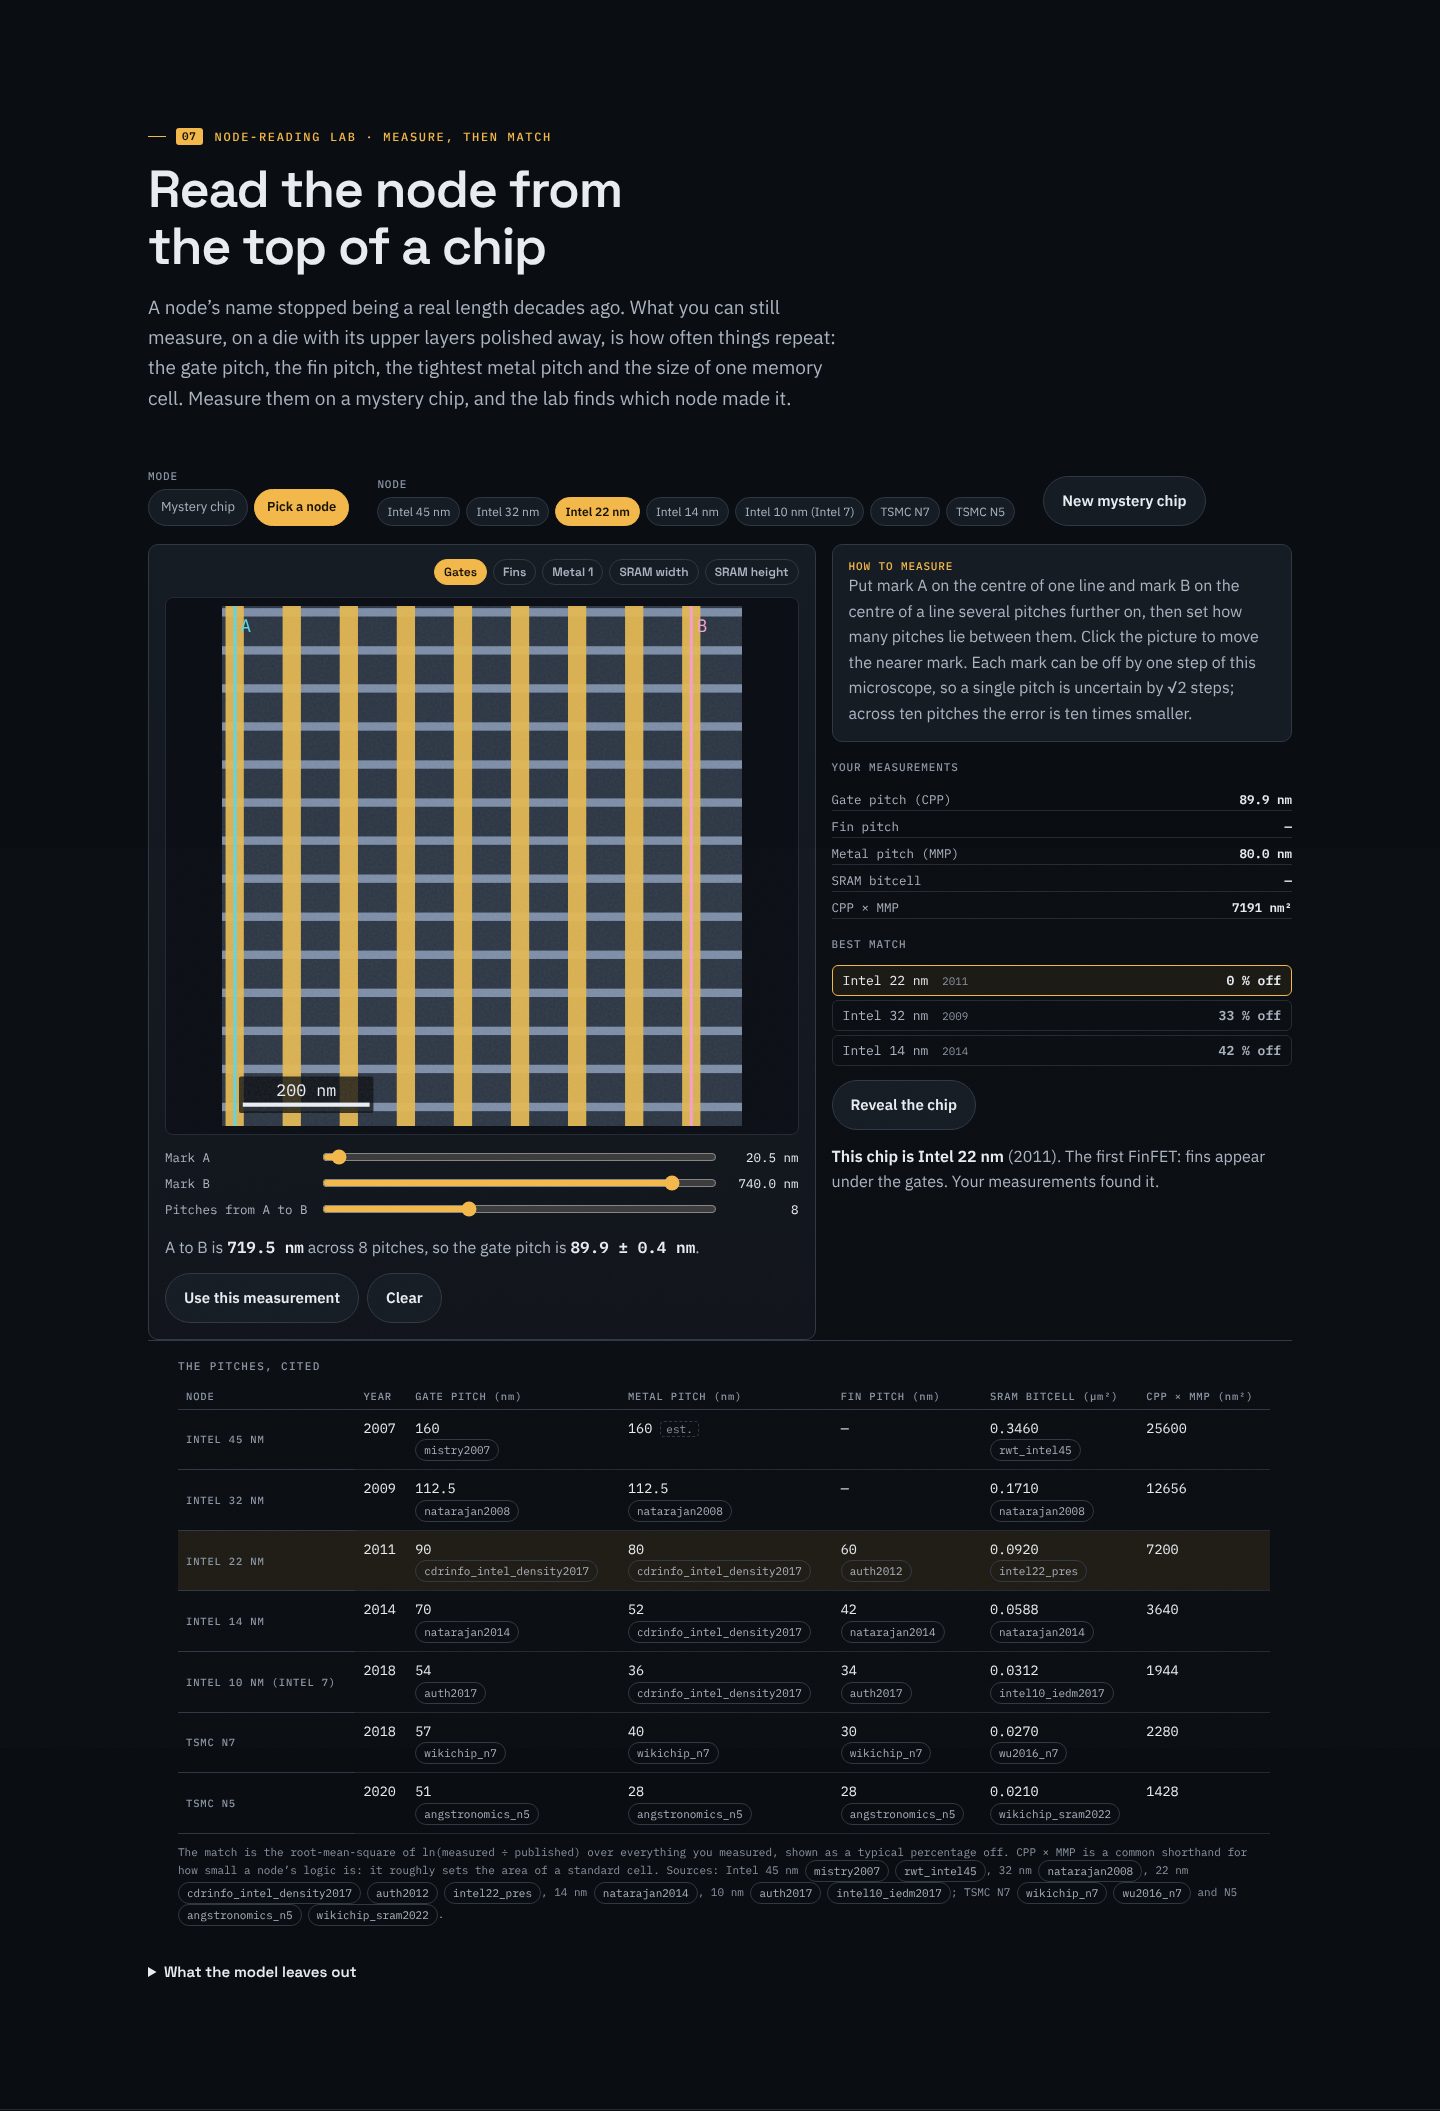 07 NODE-READING LAB · MEASURE, THEN MATCH
Read the node from
the top of a chip
A node’s name stopped being a real length decades ago. What you can still
measure, on a die with its upper layers polished away, is how often things repeat:
the gate pitch, the fin pitch, the tightest metal pitch and the size of one memory
cell. Measure them on a mystery chip, and the lab finds which node made it.
MODE
Mystery chip Pick a node
NODE
Intel 45 nm Intel 32 nm Intel 22 nm Intel 14 nm Intel 10 nm (Intel 7) TSMC N7 TSMC N5
New mystery chip
Gates Fins Metal 1 SRAM width SRAM height
A B
200 nm
Mark A 20.5 nm
Mark B 740.0 nm
Pitches from A to B 8
A to B is 719.5 nm across 8 pitches, so the gate pitch is 89.9 ± 0.4 nm.
Use this measurement Clear
HOW TO MEASURE
Put mark A on the centre of one line and mark B on the
centre of a line several pitches further on, then set how
many pitches lie between them. Click the picture to move
the nearer mark. Each mark can be off by one step of this
microscope, so a single pitch is uncertain by √2 steps;
across ten pitches the error is ten times smaller.
YOUR MEASUREMENTS
Gate pitch (CPP) 89.9 nm
Fin pitch –
Metal pitch (MMP) 80.0 nm
SRAM bitcell –
CPP × MMP 7191 nm²
BEST MATCH
Intel 22 nm 2011 0 % off
Intel 32 nm 2009 33 % off
Intel 14 nm 2014 42 % off
Reveal the chip
This chip is Intel 22 nm (2011). The first FinFET: fins appear
under the gates. Your measurements found it.
THE PITCHES, CITED
NODE YEAR GATE PITCH (nm) METAL PITCH (nm) FIN PITCH (nm) SRAM BITCELL (µm²) CPP × MMP (nm²)
INTEL 45 NM 2007 160 160 est. – 0.3460 25600
mistry2007 rwt_intel45
INTEL 32 NM 2009 112.5 112.5 – 0.1710 12656
natarajan2008 natarajan2008 natarajan2008
INTEL 22 NM 2011 90 80 60 0.0920 7200
cdrinfo_intel_density2017 cdrinfo_intel_density2017 auth2012 intel22_pres
INTEL 14 NM 2014 70 52 42 0.0588 3640
natarajan2014 cdrinfo_intel_density2017 natarajan2014 natarajan2014
INTEL 10 NM (INTEL 7) 2018 54 36 34 0.0312 1944
auth2017 cdrinfo_intel_density2017 auth2017 intel10_iedm2017
TSMC N7 2018 57 40 30 0.0270 2280
wikichip_n7 wikichip_n7 wikichip_n7 wu2016_n7
TSMC N5 2020 51 28 28 0.0210 1428
angstronomics_n5 angstronomics_n5 angstronomics_n5 wikichip_sram2022
The match is the root-mean-square of ln(measured ÷ published) over everything you measured, shown as a typical percentage off. CPP × MMP is a common shorthand for
how small a node’s logic is: it roughly sets the area of a standard cell. Sources: Intel 45 nm mistry2007 rwt_intel45, 32 nm natarajan2008, 22 nm
cdrinfo_intel_density2017 auth2012 intel22_pres, 14 nm natarajan2014, 10 nm auth2017 intel10_iedm2017; TSMC N7 wikichip_n7 wu2016_n7 and N5
angstronomics_n5 wikichip_sram2022.
▶ What the model leaves out